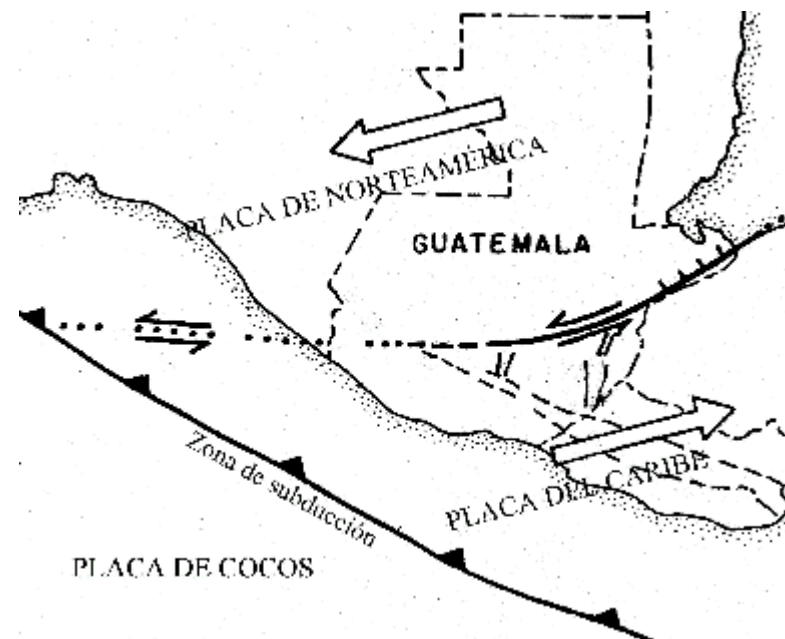 PLACA DE NORTEAMÉRICA
GUATEMALA
PLACA DEL CARIBE
Zona de subducción
PLACA DE COCOS